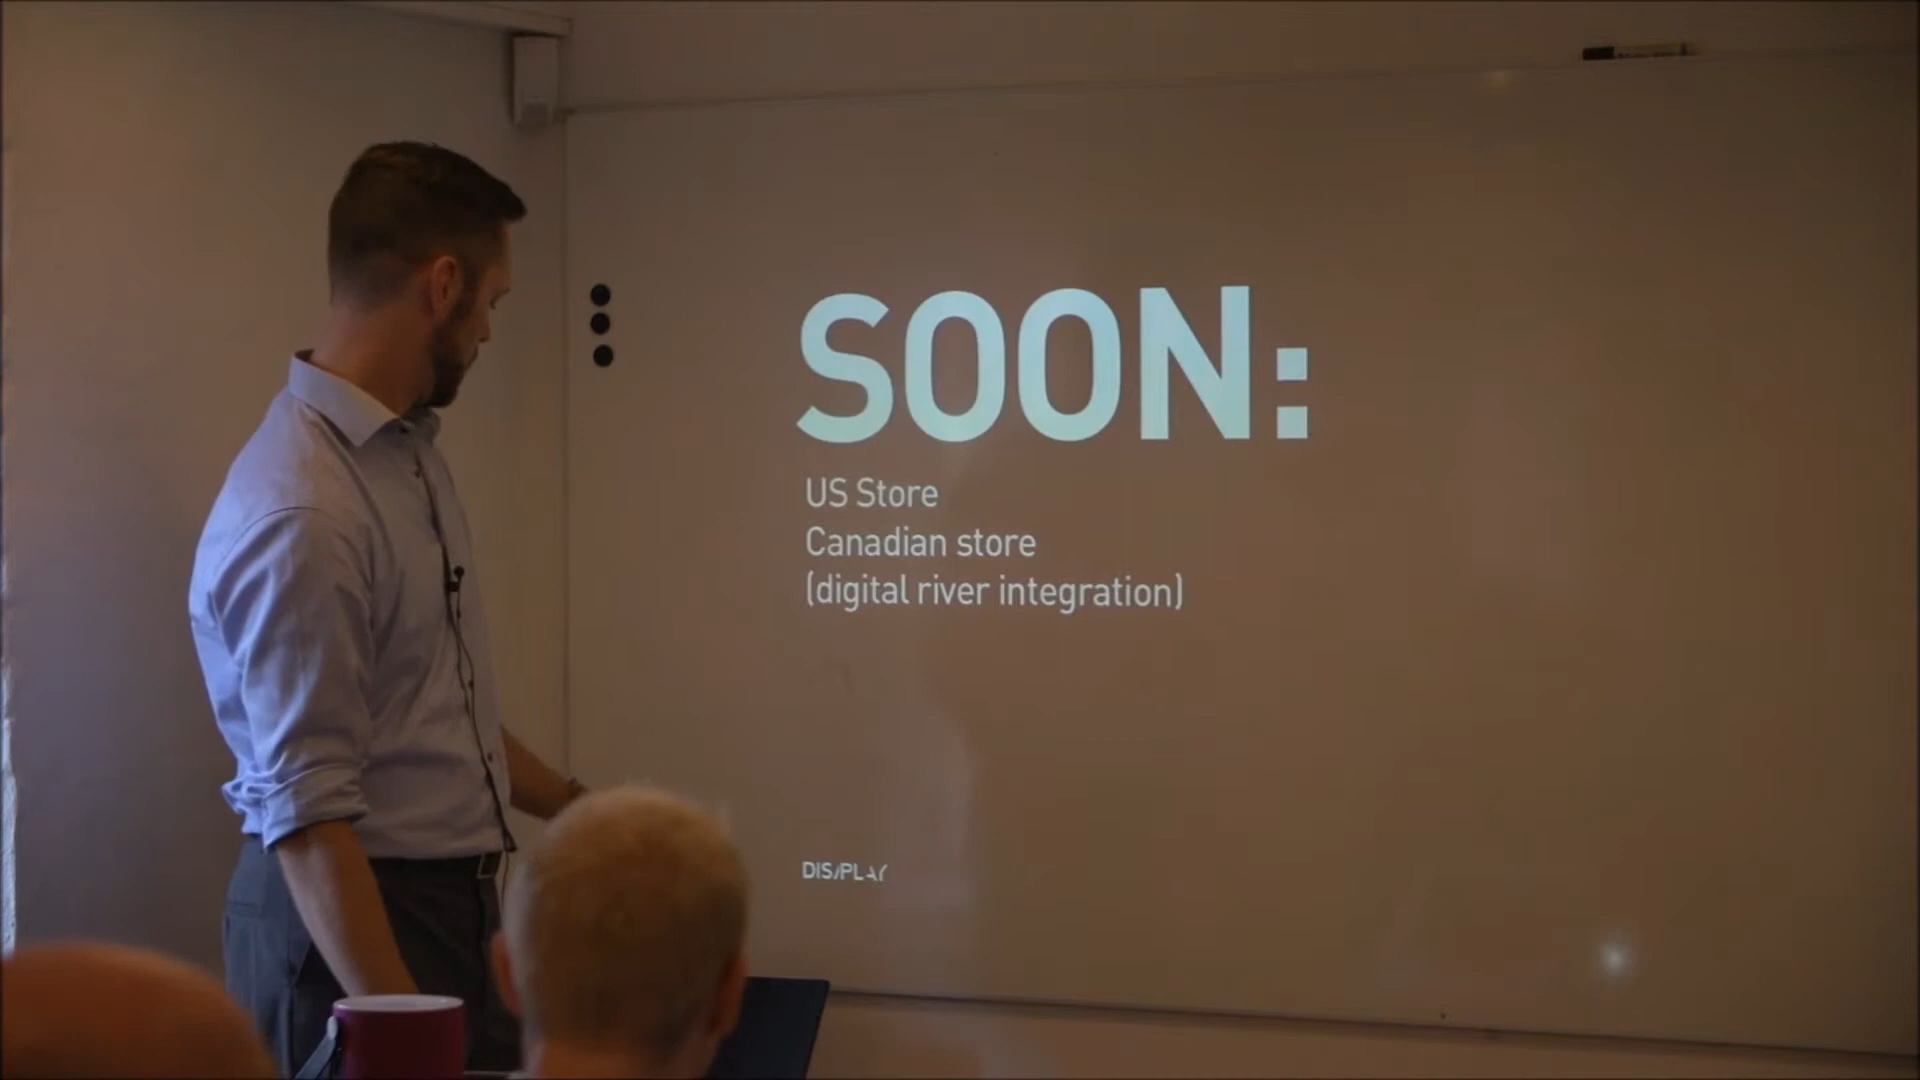 SOON:
US Store
Canadian store
(digital river integration)
DISPLAY